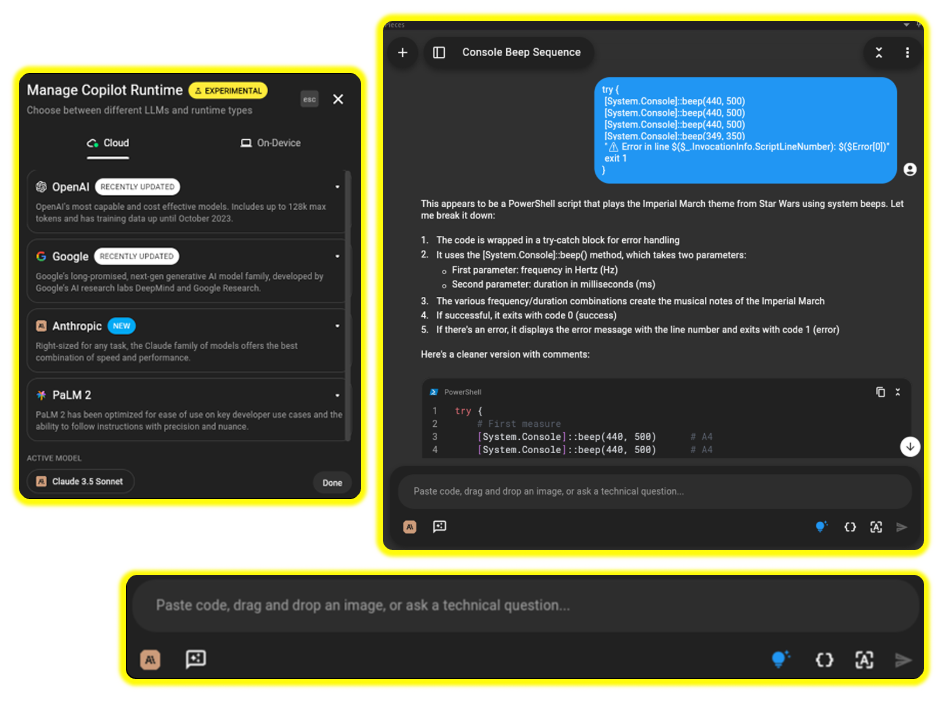 Manage Copilot Runtime
EXPERIMENTAL
esc
Choose between different LLMs and runtime types
Cloud
On-Device
OpenAI RECENTLY UPDATED
OpenAI's most capable and cost effective models. Includes up to 128k max
tokens and has training data up until October 2023.
Google RECENTLY UPDATED
Google's long-promised, next-gen generative AI model family, developed by
Google's AI research labs DeepMind and Google Research.
Anthropic NEW
Right-sized for any task, the Claude family of models offers the best
combination of speed and performance.
PaLM 2
PaLM 2 has been optimized for ease of use on key developer use cases and the
ability to follow instructions with precision and nuance.
ACTIVE MODEL
Claude 3.5 Sonnet
Done
Console Beep Sequence
try {
[System.Console]::beep(440, 500)
[System.Console]::beep(440, 500)
[System.Console]::beep(440, 500)
[System.Console]::beep(349, 350)
"⚠ Error in line $($_.InvocationInfo.ScriptLineNumber): $($Error[0])"
exit 1
}
This appears to be a PowerShell script that plays the Imperial March theme from Star Wars using system beeps. Let
me break it down:
1. The code is wrapped in a try-catch block for error handling
2. It uses the [System.Console]::beep() method, which takes two parameters:
o First parameter: frequency in Hertz (Hz)
o Second parameter: duration in milliseconds (ms)
3. The various frequency/duration combinations create the musical notes of the Imperial March
4. If successful, it exits with code 0 (success)
5. If there's an error, it displays the error message with the line number and exits with code 1 (error)
Here's a cleaner version with comments:
PowerShell
1 try {
2 # First measure
3 [System.Console]::beep(440, 500) # A4
4 [System.Console]::beep(440, 500) # A4
Paste code, drag and drop an image, or ask a technical question...
Paste code, drag and drop an image, or ask a technical question...